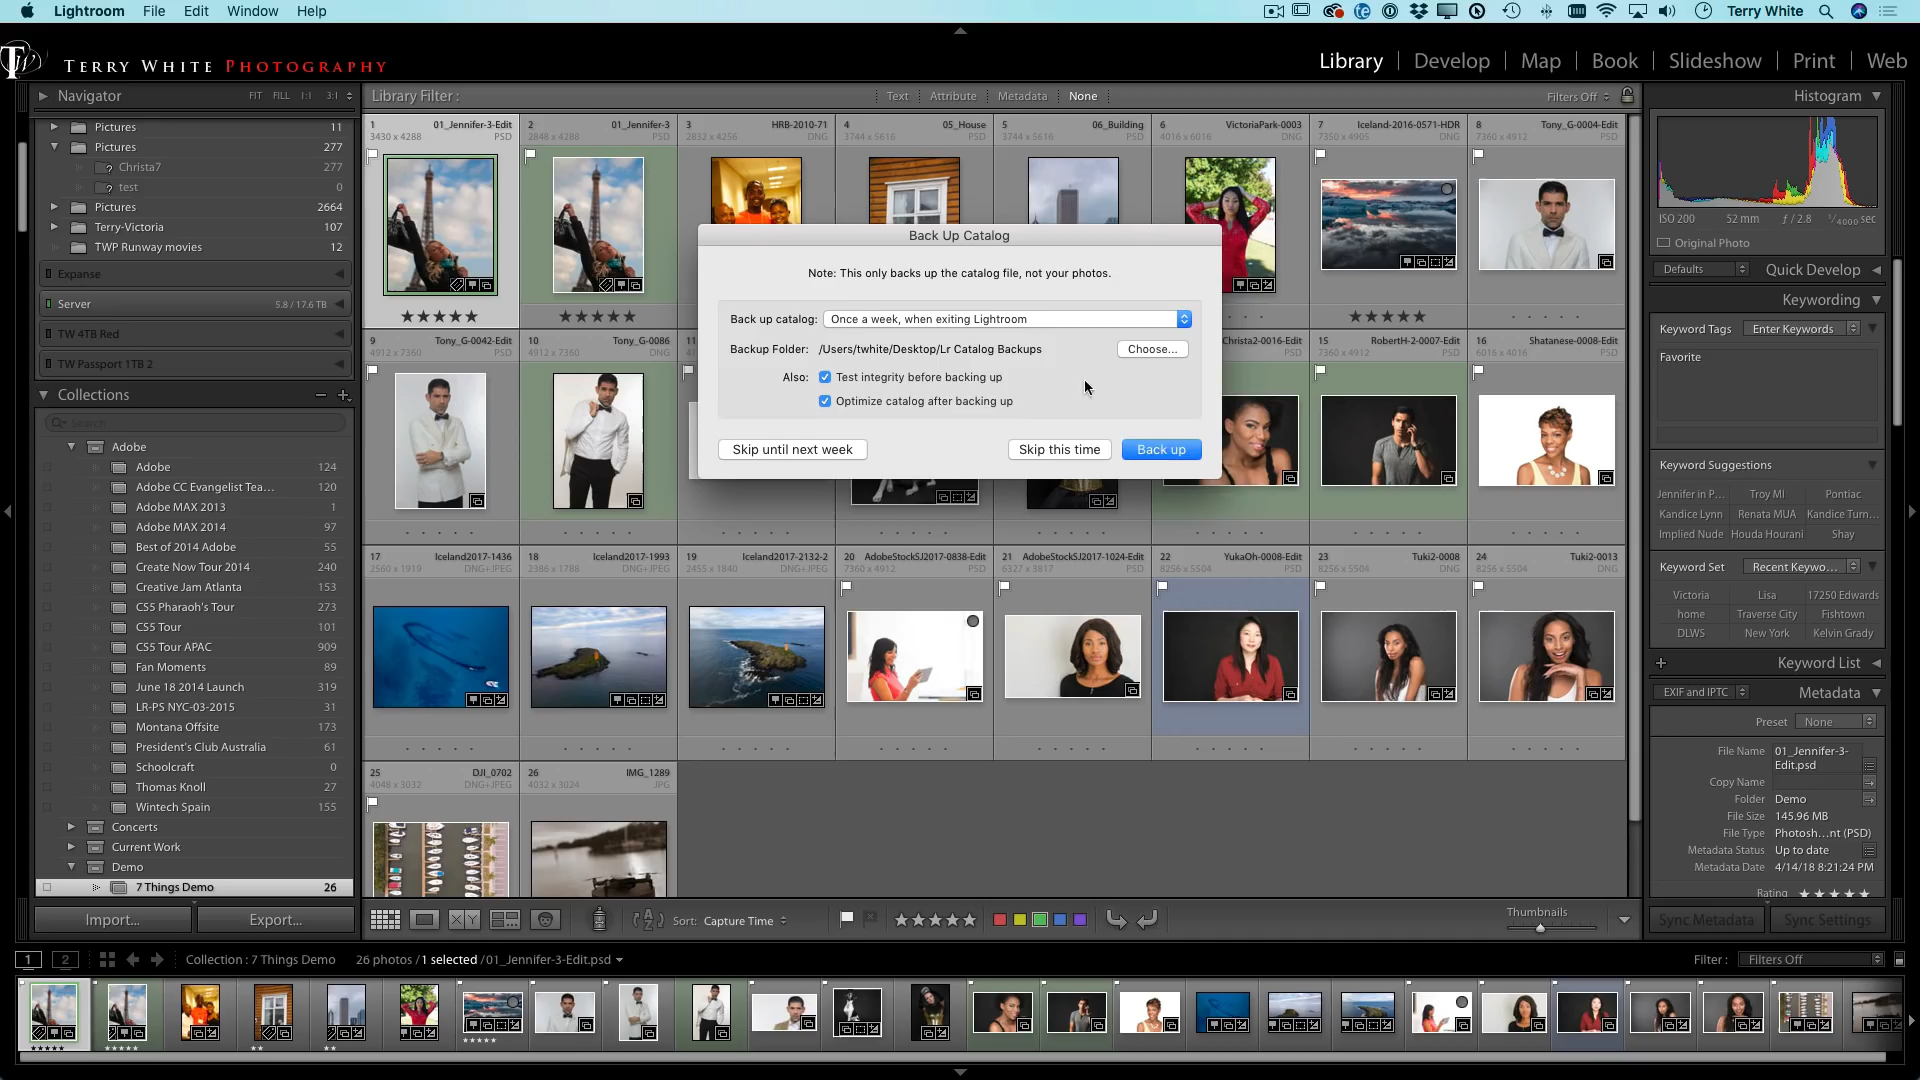 Lightroom File Edit Window Help
Terry White
TW TERRY WHITE PHOTOGRAPHY
Library | Develop | Map | Book | Slideshow | Print | Web
Navigator FIT FILL 1:1 3:1
Pictures 11
Pictures 277
Christa7 277
test 0
Pictures 2664
Terry-Victoria 107
TWP Runway movies 12
Expanse
Server 5.8 / 17.6 TB
TW 4TB Red
TW Passport 1TB 2
Collections
Search
Adobe
Adobe 124
Adobe CC Evangelist Tea... 120
Adobe MAX 2013 1
Adobe MAX 2014 97
Best of 2014 Adobe 55
Create Now Tour 2014 240
Creative Jam Atlanta 153
CS5 Pharaoh's Tour 273
CS5 Tour 101
CS5 Tour APAC 909
Fan Moments 89
June 18 2014 Launch 319
LR-PS NYC-03-2015 31
Montana Offsite 173
President's Club Australia 61
Schoolcraft 0
Thomas Knoll 27
Wintech Spain 155
Concerts
Current Work
Demo
7 Things Demo 26
Import... Export...
Library Filter : Text Attribute Metadata None Filters Off
1 01_Jennifer-3-Edit
3430 x 4288 PSD
2 01_Jennifer-3
2848 x 4288 PSD
3 HRB-2010-71
2832 x 4256 DNG
4 05_House
3744 x 5616 PSD
5 06_Building
3744 x 5616 PSD
6 VictoriaPark-0003
4016 x 6016 DNG
7 Iceland-2016-0571-HDR
7350 x 4905 DNG
8 Tony_G-0004-Edit
7360 x 4912 PSD
Back Up Catalog
Note: This only backs up the catalog file, not your photos.
Back up catalog: Once a week, when exiting Lightroom
Backup Folder: /Users/twhite/Desktop/Lr Catalog Backups Choose...
Also: Test integrity before backing up
Optimize catalog after backing up
Skip until next week Skip this time Back up
9 Tony_G-0042-Edit
4912 x 7360 PSD
10 Tony_G-0086
4912 x 7360 DNG
11
Christa2-0016-Edit
PSD
15 RobertH-2-0007-Edit
7360 x 4912 PSD
16 Shatanese-0008-Edit
6016 x 4016 PSD
17 Iceland2017-1436
2560 x 1919 DNG+JPEG
18 Iceland2017-1993
2386 x 1788 DNG+JPEG
19 Iceland2017-2132-2
2455 x 1840 DNG+JPEG
20 AdobeStockSJ2017-0838-Edit
7360 x 4912 PSD
21 AdobeStockSJ2017-1024-Edit
6327 x 3817 PSD
22 YukaOh-0008-Edit
8256 x 5504 PSD
23 Tuki2-0008
8256 x 5504 DNG
24 Tuki2-0013
8256 x 5504 DNG
25 DJI_0702
4048 x 3032 DNG+JPEG
26 IMG_1289
4032 x 3024 JPG
Sort: Capture Time
Thumbnails
Histogram
ISO 200 52 mm ƒ / 2.8 1/4000 sec
Original Photo
Defaults Quick Develop
Keywording
Keyword Tags Enter Keywords
Favorite
Keyword Suggestions
Jennifer in P... Troy MI Pontiac
Kandice Lynn Renata MUA Kandice Turn...
Implied Nude Houda Hourani Shay
Keyword Set Recent Keywo...
Victoria Lisa 17250 Edwards
home Traverse City Fishtown
DLWS New York Kelvin Grady
Keyword List
EXIF and IPTC Metadata
Preset None
File Name 01_Jennifer-3-
Edit.psd
Copy Name
Folder Demo
File Size 145.96 MB
File Type Photosh...nt (PSD)
Metadata Status Up to date
Metadata Date 4/14/18 8:21:24 PM
Rating
Sync Metadata Sync Settings
1 2 Collection : 7 Things Demo 26 photos / 1 selected / 01_Jennifer-3-Edit.psd Filter : Filters Off